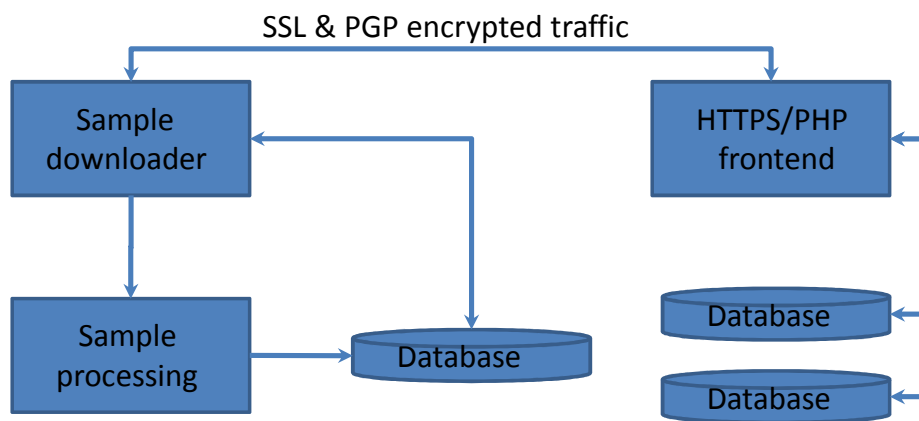 SSL & PGP encrypted traffic
Sample
downloader
HTTPS/PHP
frontend
Sample
processing
Database
Database
Database